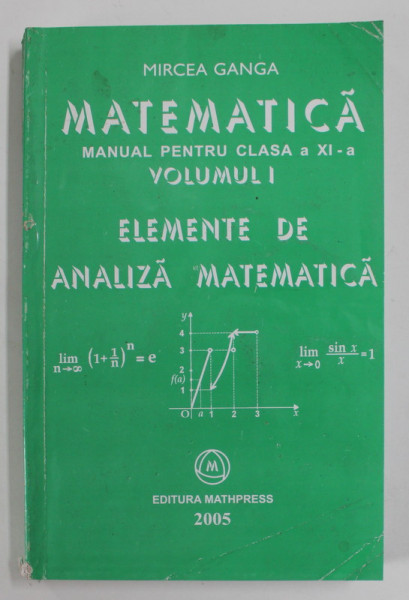 MIRCEA GANGA
MATEMATICĂ
MANUAL PENTRU CLASA a XI-a
VOLUMUL I
ELEMENTE DE
ANALIZĂ MATEMATICĂ
lim n→∞ (1+1/n)^n = e
y
4
3
2
f(a)
1
O a 1 2 3 x
lim x→0 sin x/x = 1
M
EDITURA MATHPRESS
2005